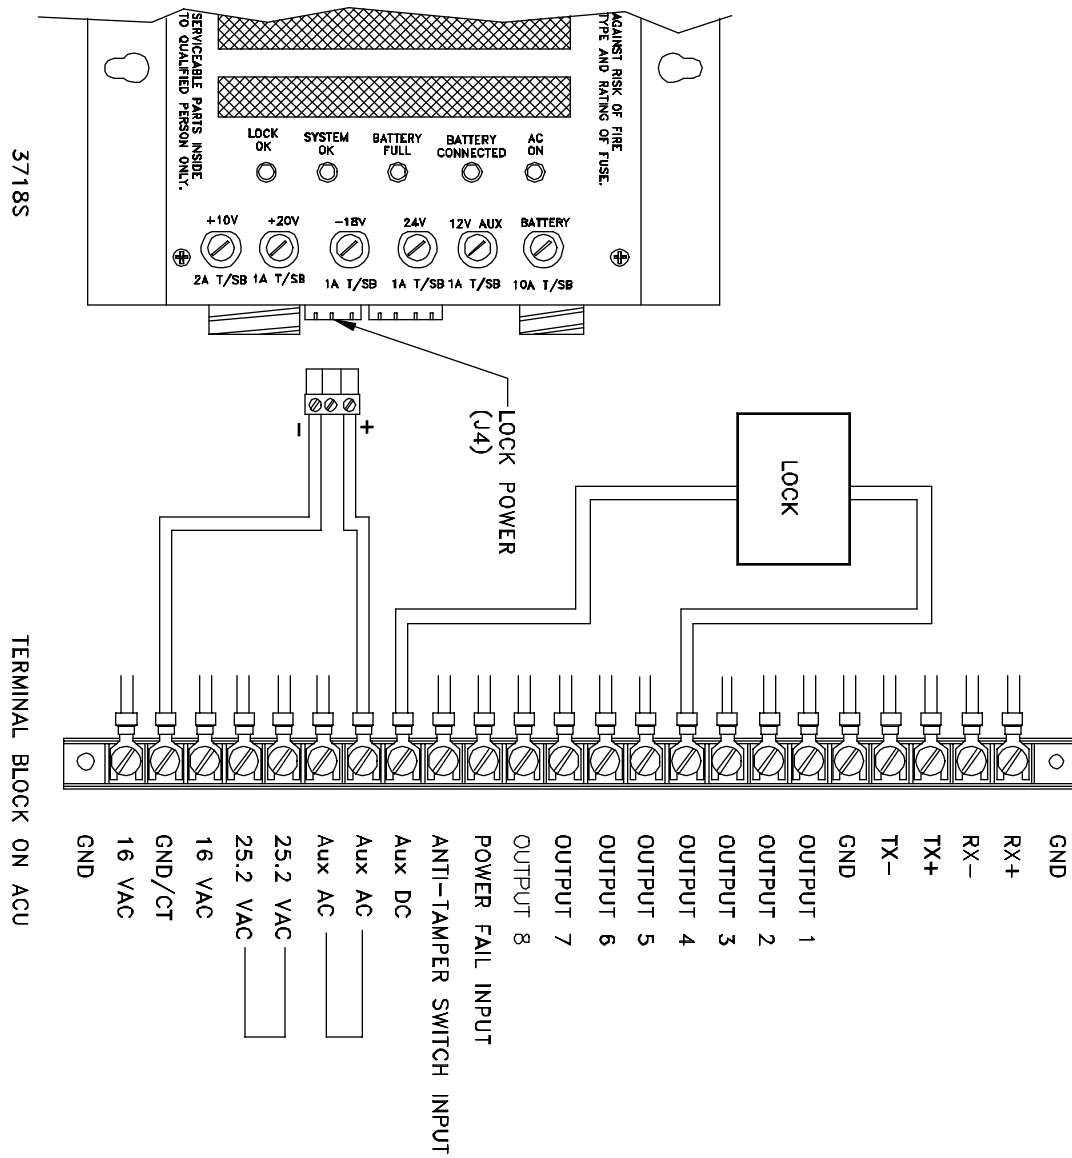 SERVICEABLE PARTS INSIDE
TO QUALIFIED PERSON ONLY.
AGAINST RISK OF FIRE
TYPE AND RATING OF FUSE.
LOCK
OK
SYSTEM
OK
BATTERY
FULL
BATTERY
CONNECTED
AC
ON
+10V
+20V
-18V
24V
12V AUX
BATTERY
2A T/SB
1A T/SB
1A T/SB
1A T/SB
1A T/SB
10A T/SB
3718S
- +
LOCK POWER
(J4)
LOCK
TERMINAL BLOCK ON ACU
GND
16 VAC
GND/CT
16 VAC
25.2 VAC
25.2 VAC
Aux AC
Aux AC
Aux DC
ANTI-TAMPER SWITCH INPUT
POWER FAIL INPUT
OUTPUT 8
OUTPUT 7
OUTPUT 6
OUTPUT 5
OUTPUT 4
OUTPUT 3
OUTPUT 2
OUTPUT 1
GND
TX-
TX+
RX-
RX+
GND